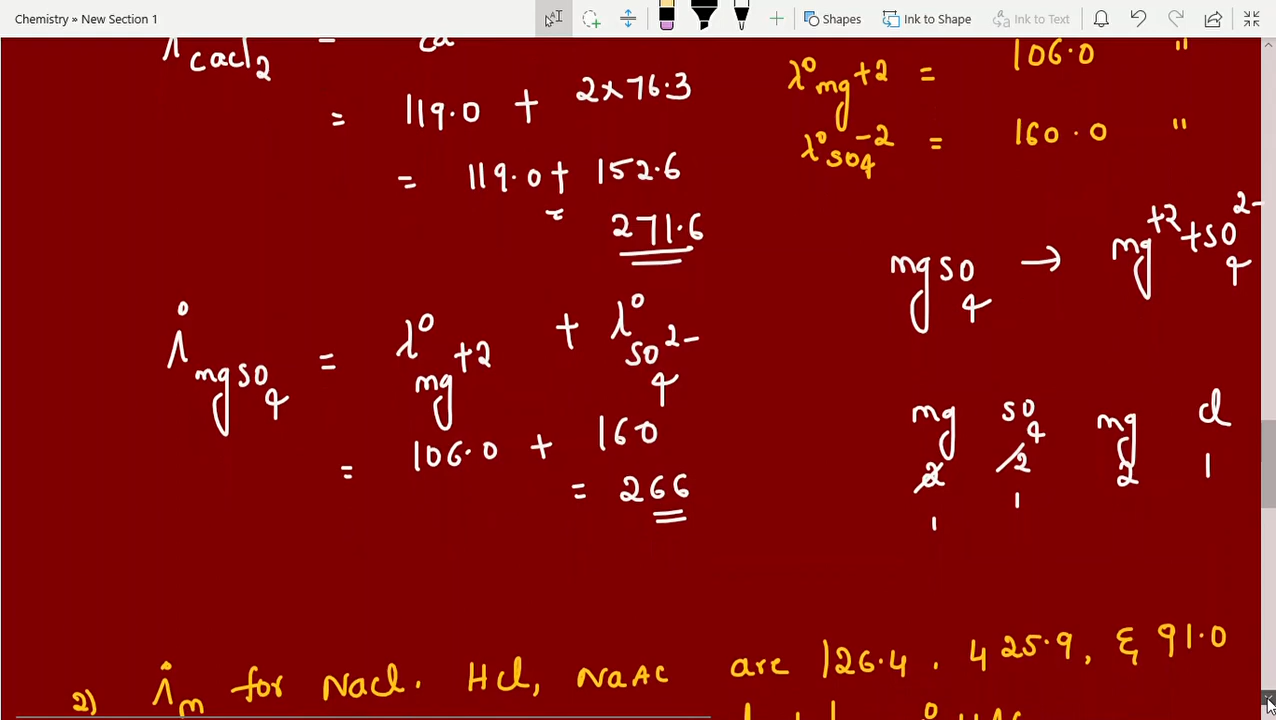 Chemistry » New Section 1
Shapes
Ink to Shape
Ink to Text
cacl2 = ca
= 119.0 + 2×76.3
= 119.0 + 152.6
= 271.6
λ°mg+2 = 106.0 "
λ°so4-2 = 160.0 "
mgso4 → mg+2 + so4 2-
λ°mgso4 = λ°mg+2 + λ°so4 2-
= 106.0 + 160
= 266
mg so4 mg cl
2 2 2 1
1 1
2) λ°m for Nacl. Hcl, NaAC are 126.4, 425.9, & 91.0